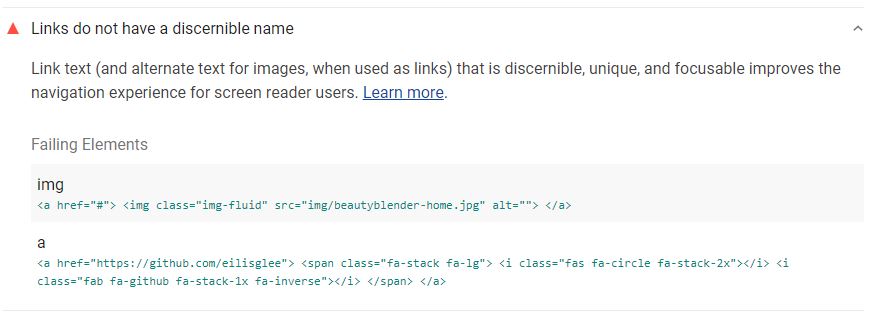 Links do not have a discernible name
Link text (and alternate text for images, when used as links) that is discernible, unique, and focusable improves the
navigation experience for screen reader users. Learn more.
Failing Elements
img
<a href="#"> <img class="img-fluid" src="img/beautyblender-home.jpg" alt=""> </a>
a
<a href="https://github.com/eilisglee"> <span class="fa-stack fa-lg"> <i class="fas fa-circle fa-stack-2x"></i> <i
class="fab fa-github fa-stack-1x fa-inverse"></i> </span> </a>